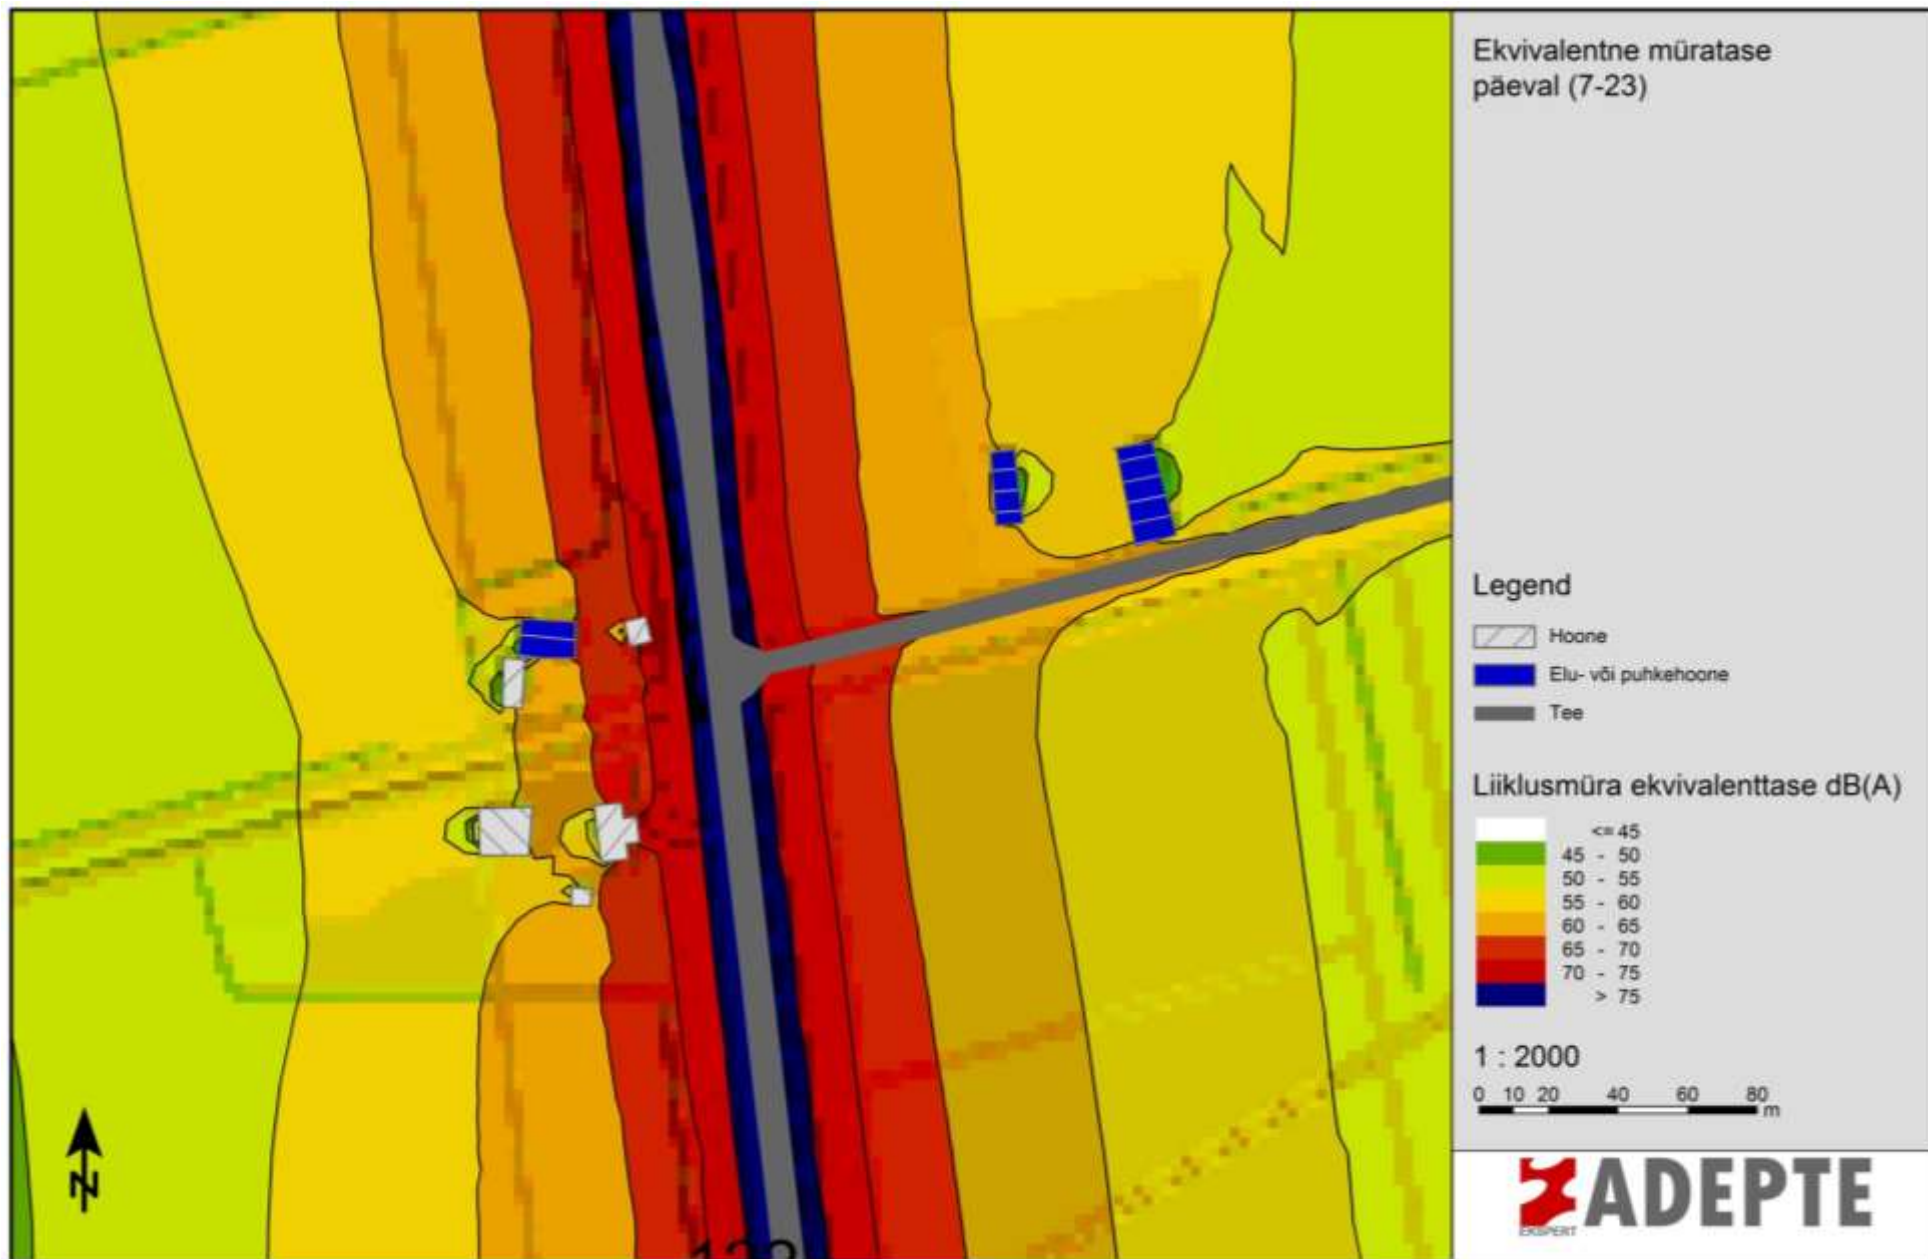 Ekvivalentne müratase
päeval (7-23)
Legend
Hoone
Elu- või puhkehoone
Tee
Liiklusmüra ekvivalenttase dB(A)
<= 45
45 - 50
50 - 55
55 - 60
60 - 65
65 - 70
70 - 75
> 75
1 : 2000
0 10 20 40 60 80
m
N
EKSPERT
ADEPTE